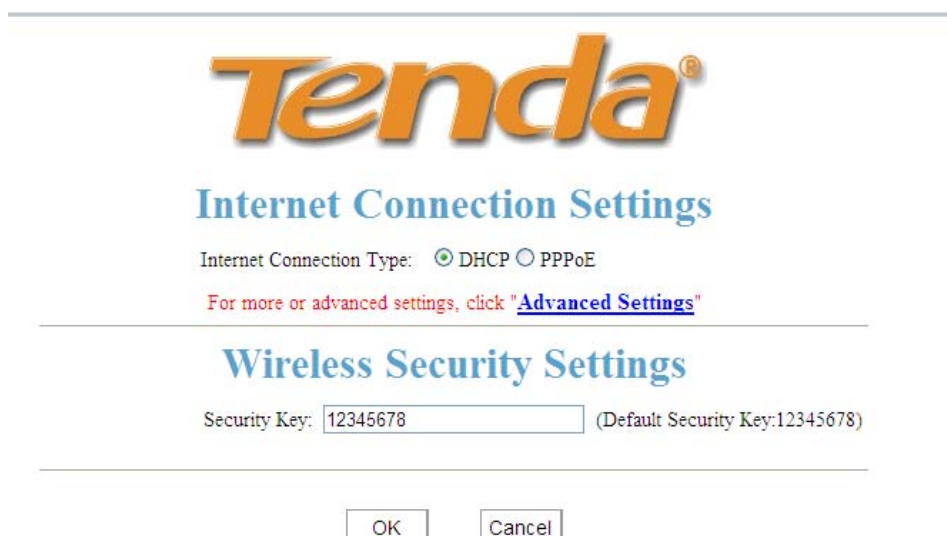 Tenda®
Internet Connection Settings
Internet Connection Type: DHCP PPPoE
For more or advanced settings, click "Advanced Settings"
Wireless Security Settings
Security Key: 12345678 (Default Security Key:12345678)
OK Cancel